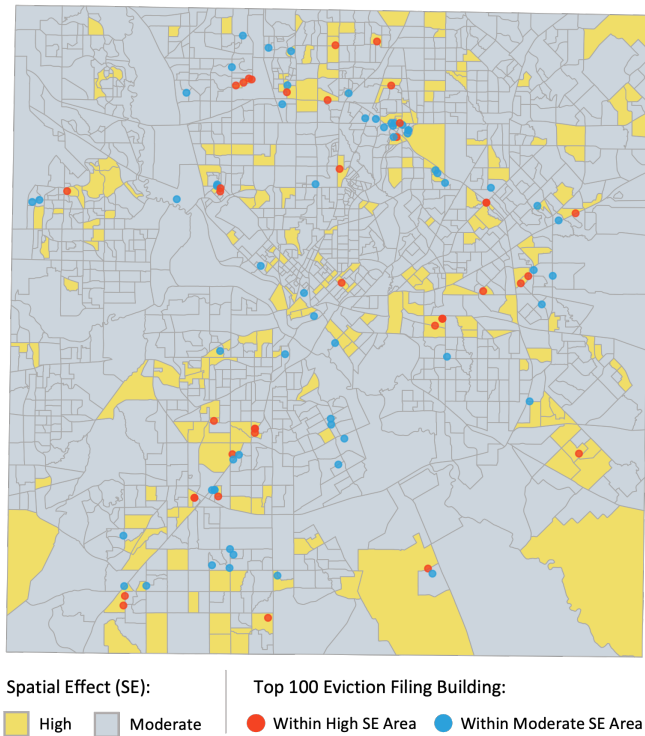 Spatial Effect (SE):
Top 100 Eviction Filing Building:
High
Moderate
Within High SE Area
Within Moderate SE Area